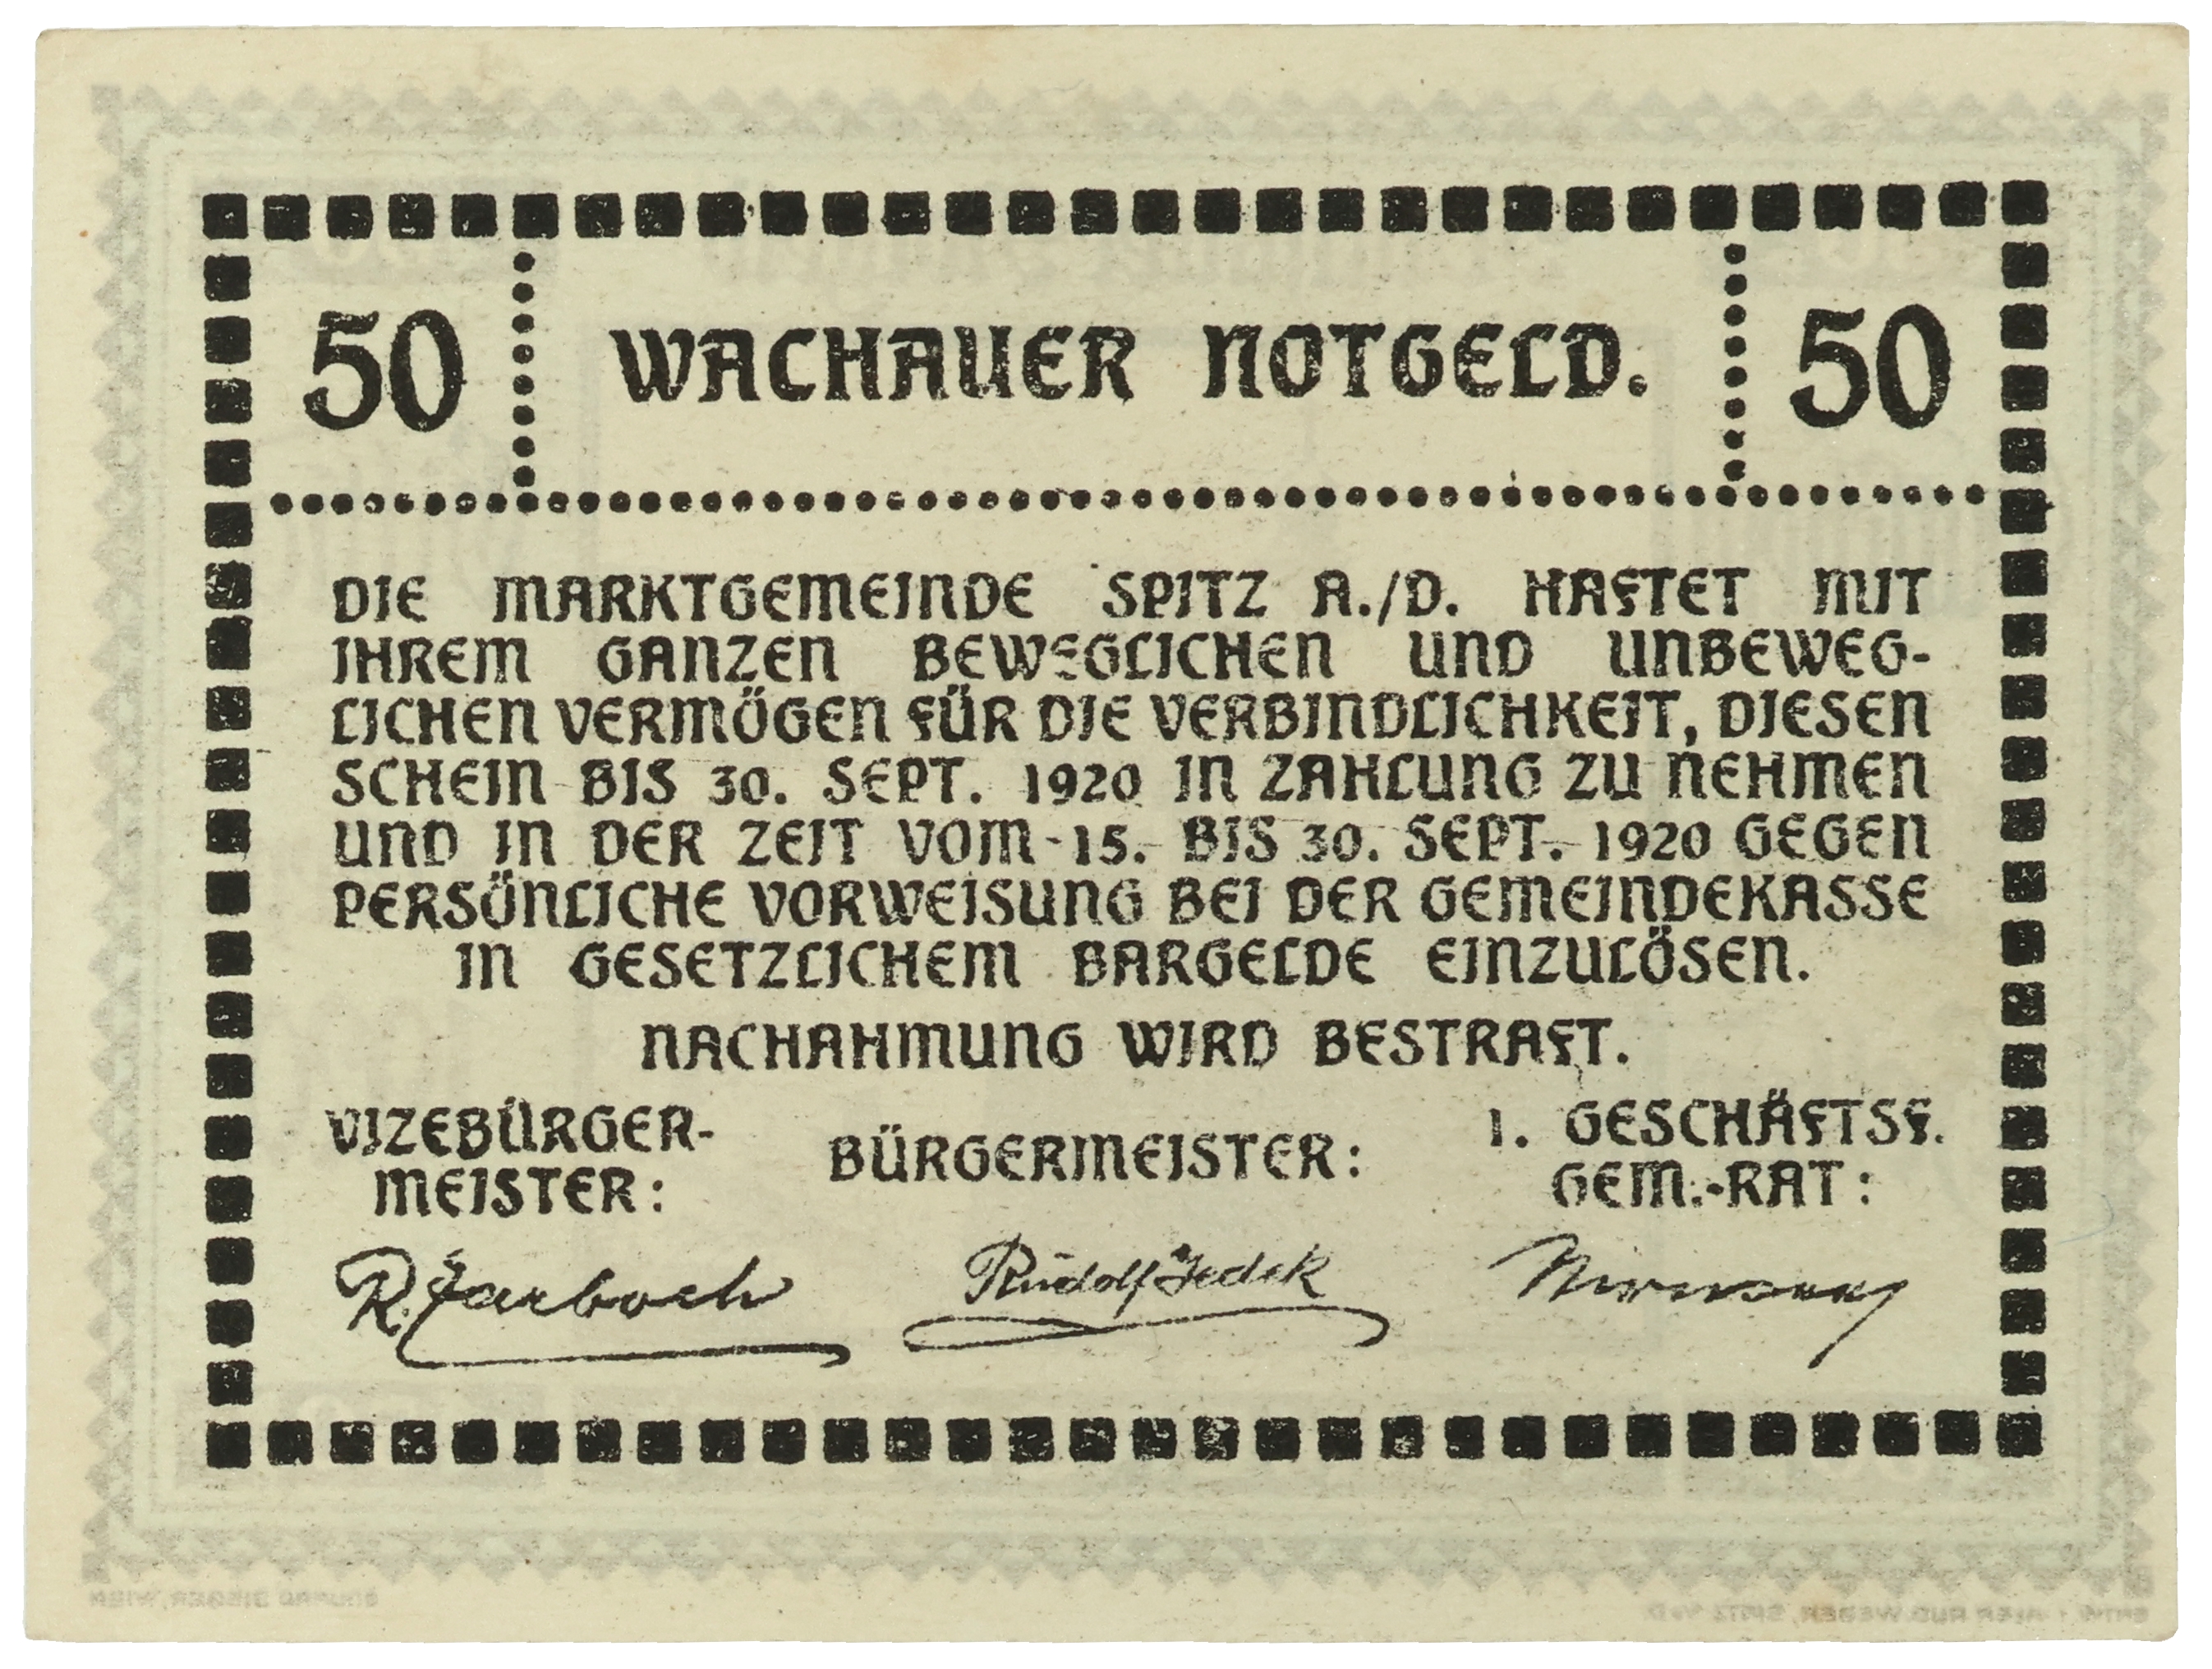 50 WACHAUER NOTGELD. 50
DIE MARKTGEMEINDE SPITZ A./D. HAFTET MIT
IHREM GANZEN BEWEGLICHEN UND UNBEWEG-
LICHEN VERMÖGEN FÜR DIE VERBINDLICHKEIT, DIESEN
SCHEIN BIS 30. SEPT. 1920 IN ZAHLUNG ZU NEHMEN
UND IN DER ZEIT VOM 15. BIS 30. SEPT. 1920 GEGEN
PERSÖNLICHE VORWEISUNG BEI DER GEMEINDEKASSE
IN GESETZLICHEM BARGELDE EINZULÖSEN.
NACHAHMUNG WIRD BESTRAFT.
VIZEBÜRGER-
MEISTER:
BÜRGERMEISTER:
1. GESCHÄFTSF.
GEM.-RAT:
R.
Rudolf Jedek